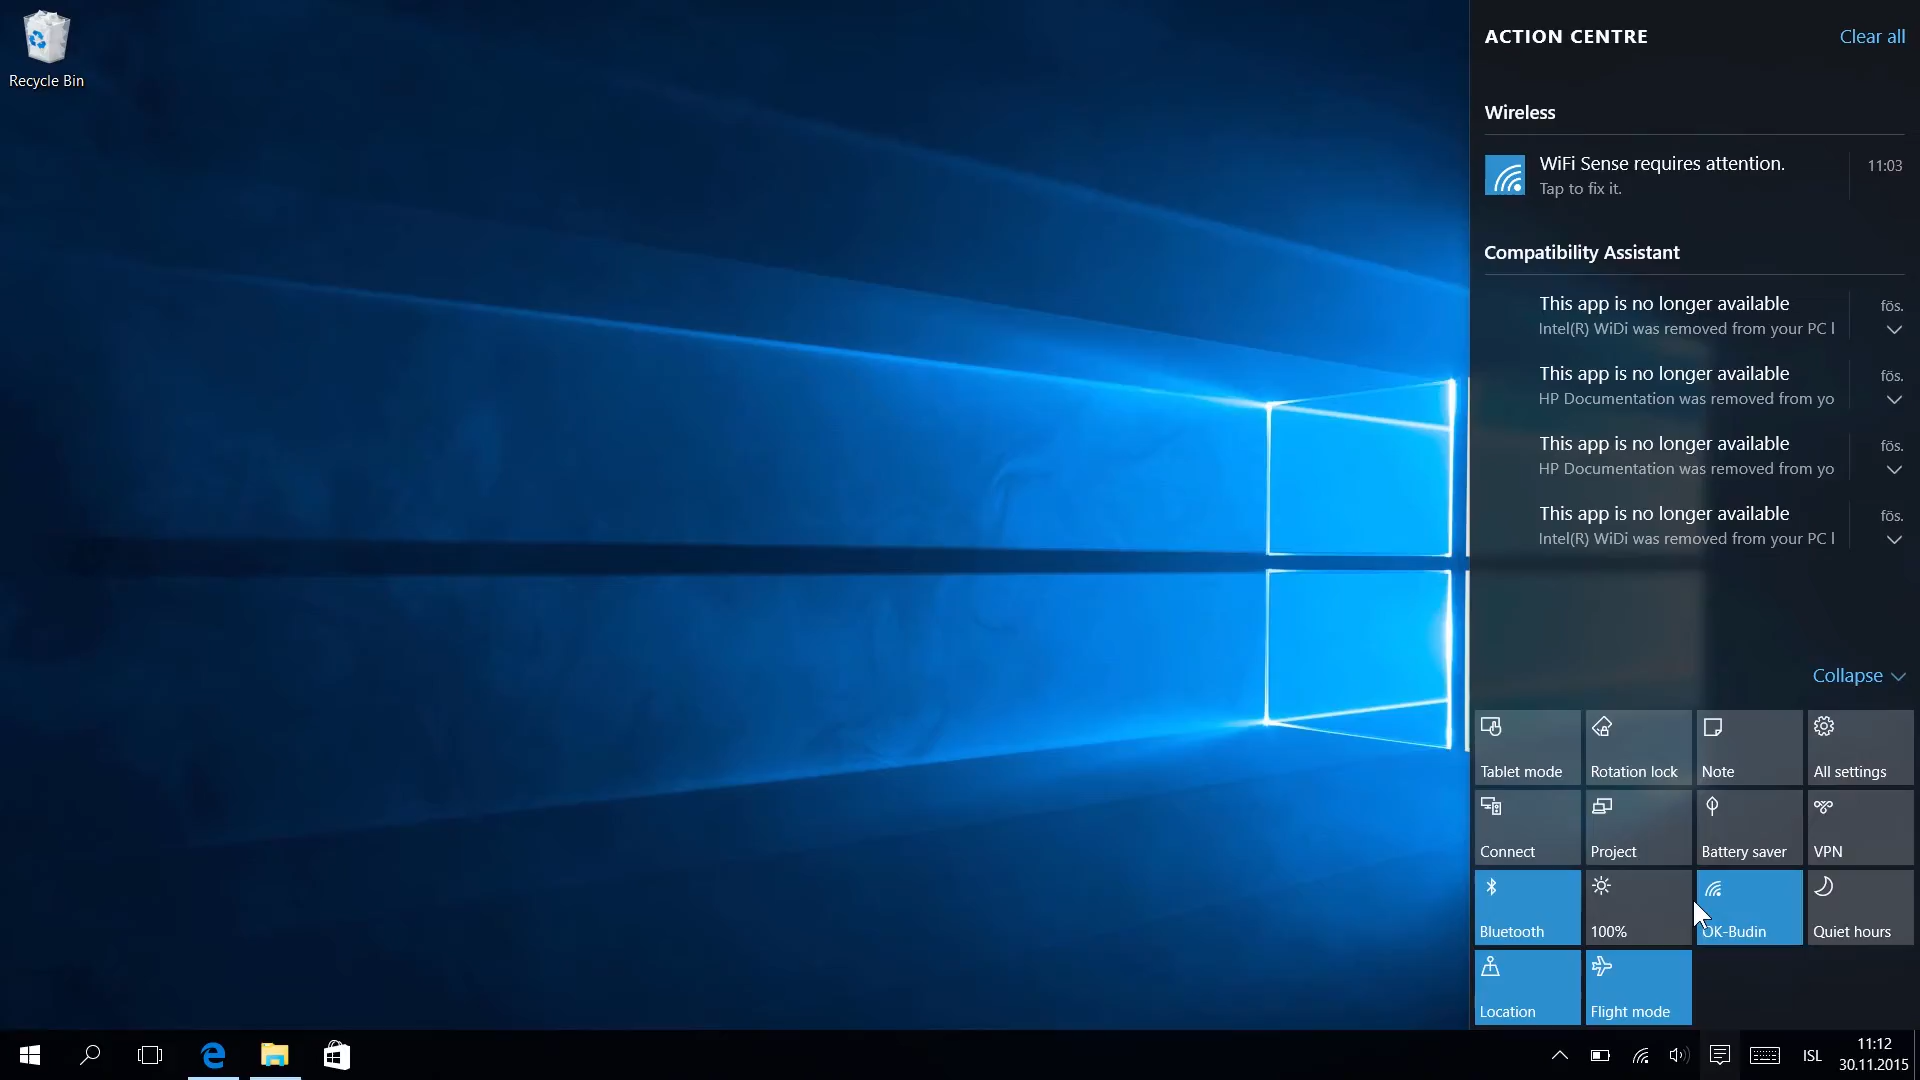 Recycle Bin
ACTION CENTRE
Clear all
Wireless
WiFi Sense requires attention.
11:03
Tap to fix it.
Compatibility Assistant
This app is no longer available
fös.
Intel(R) WiDi was removed from your PC
This app is no longer available
fös.
HP Documentation was removed from yo
This app is no longer available
fös.
HP Documentation was removed from yo
This app is no longer available
fös.
Intel(R) WiDi was removed from your PC
Collapse
Tablet mode
Rotation lock
Note
All settings
Connect
Project
Battery saver
VPN
Bluetooth
100%
OK-Budin
Quiet hours
Location
Flight mode
ISL
11:12
30.11.2015